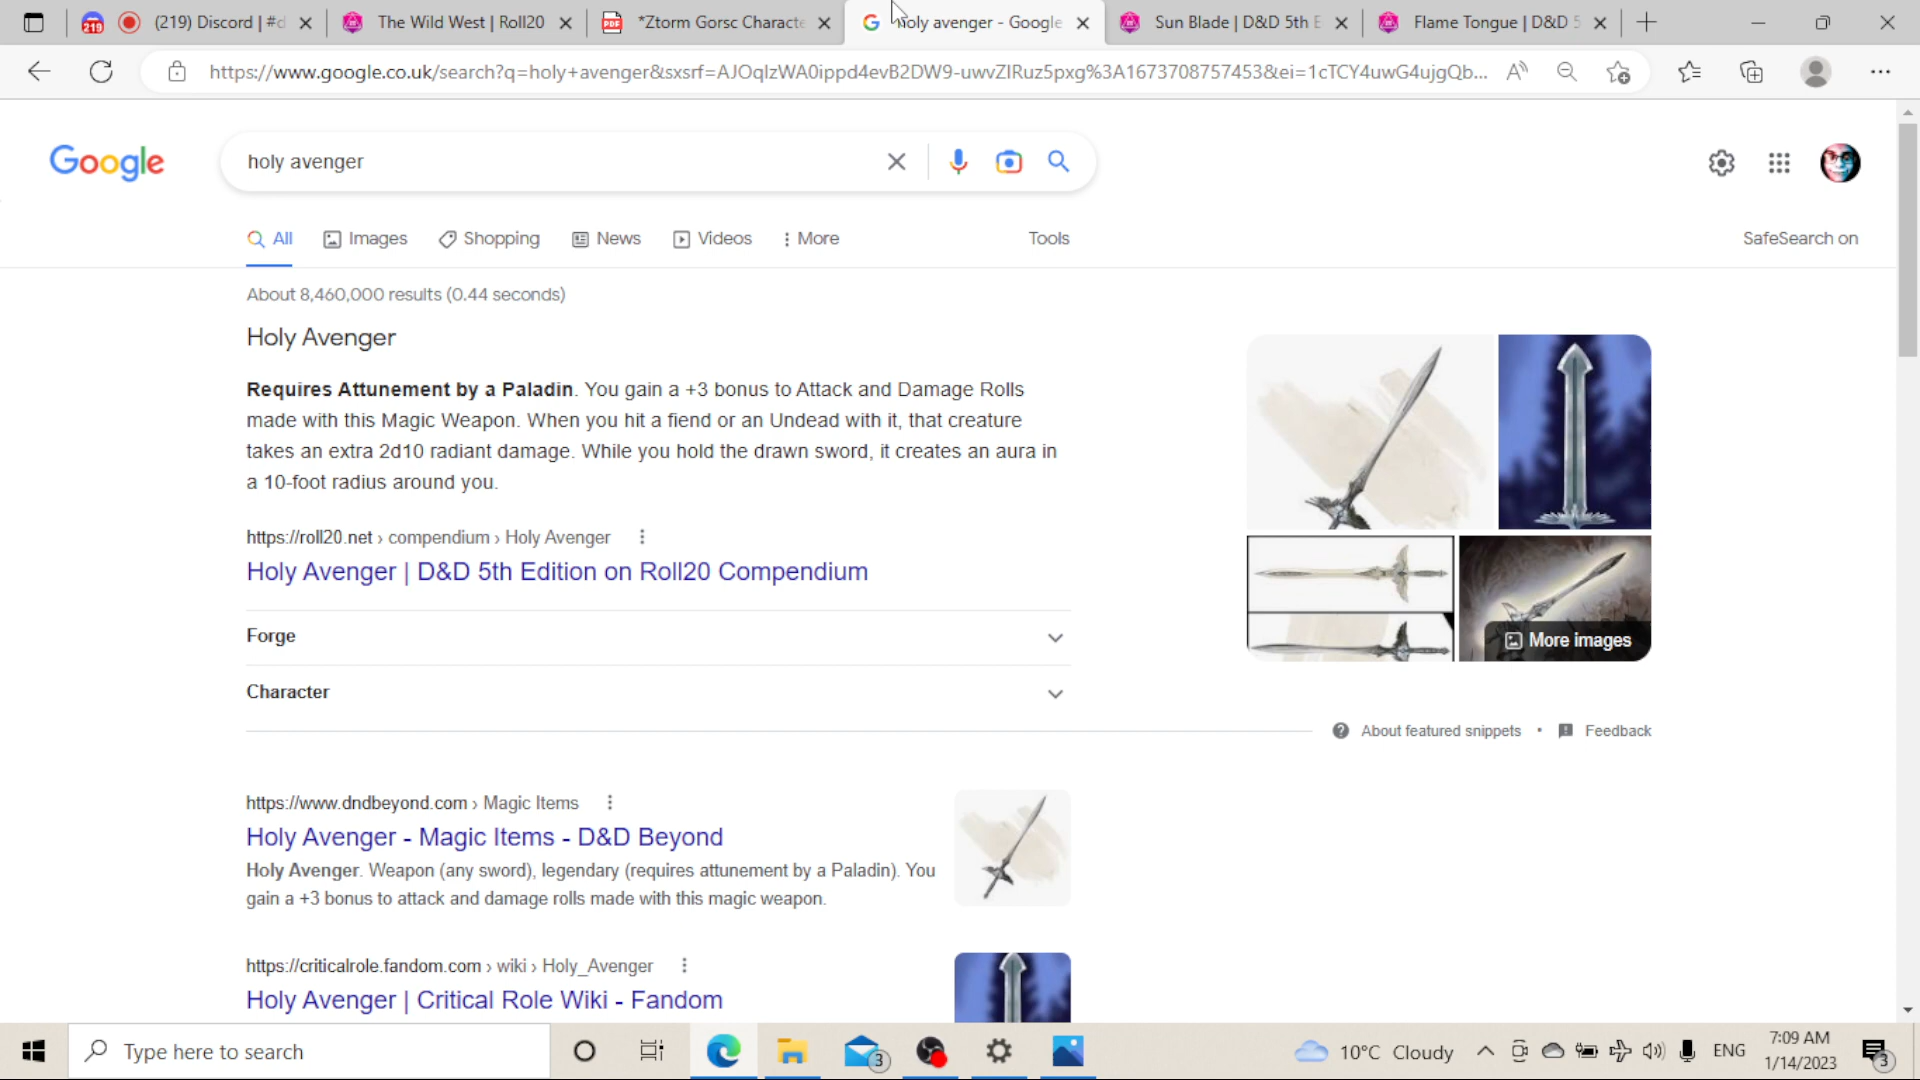 219 (219) Discord | #d
The Wild West | Roll20
PDF *Ztorm Gorsc Characte
holy avenger - Google
Sun Blade | D&D 5th E
Flame Tongue | D&D 5
https://www.google.co.uk/search?q=holy+avenger&sxsrf=AJOqlzWA0ippd4evB2DW9-uwvZIRuz5pxg%3A1673708757453&ei=1cTCY4uwG4ujgQb...
Google
holy avenger
All Images Shopping News Videos More Tools SafeSearch on
About 8,460,000 results (0.44 seconds)
Holy Avenger
Requires Attunement by a Paladin. You gain a +3 bonus to Attack and Damage Rolls
made with this Magic Weapon. When you hit a fiend or an Undead with it, that creature
takes an extra 2d10 radiant damage. While you hold the drawn sword, it creates an aura in
a 10-foot radius around you.
https://roll20.net › compendium › Holy Avenger
Holy Avenger | D&D 5th Edition on Roll20 Compendium
More images
Forge
Character
About featured snippets • Feedback
https://www.dndbeyond.com › Magic Items
Holy Avenger - Magic Items - D&D Beyond
Holy Avenger. Weapon (any sword), legendary (requires attunement by a Paladin). You
gain a +3 bonus to attack and damage rolls made with this magic weapon.
https://criticalrole.fandom.com › wiki › Holy_Avenger
Holy Avenger | Critical Role Wiki - Fandom
Type here to search
3
10°C Cloudy
ENG
7:09 AM
1/14/2023
3